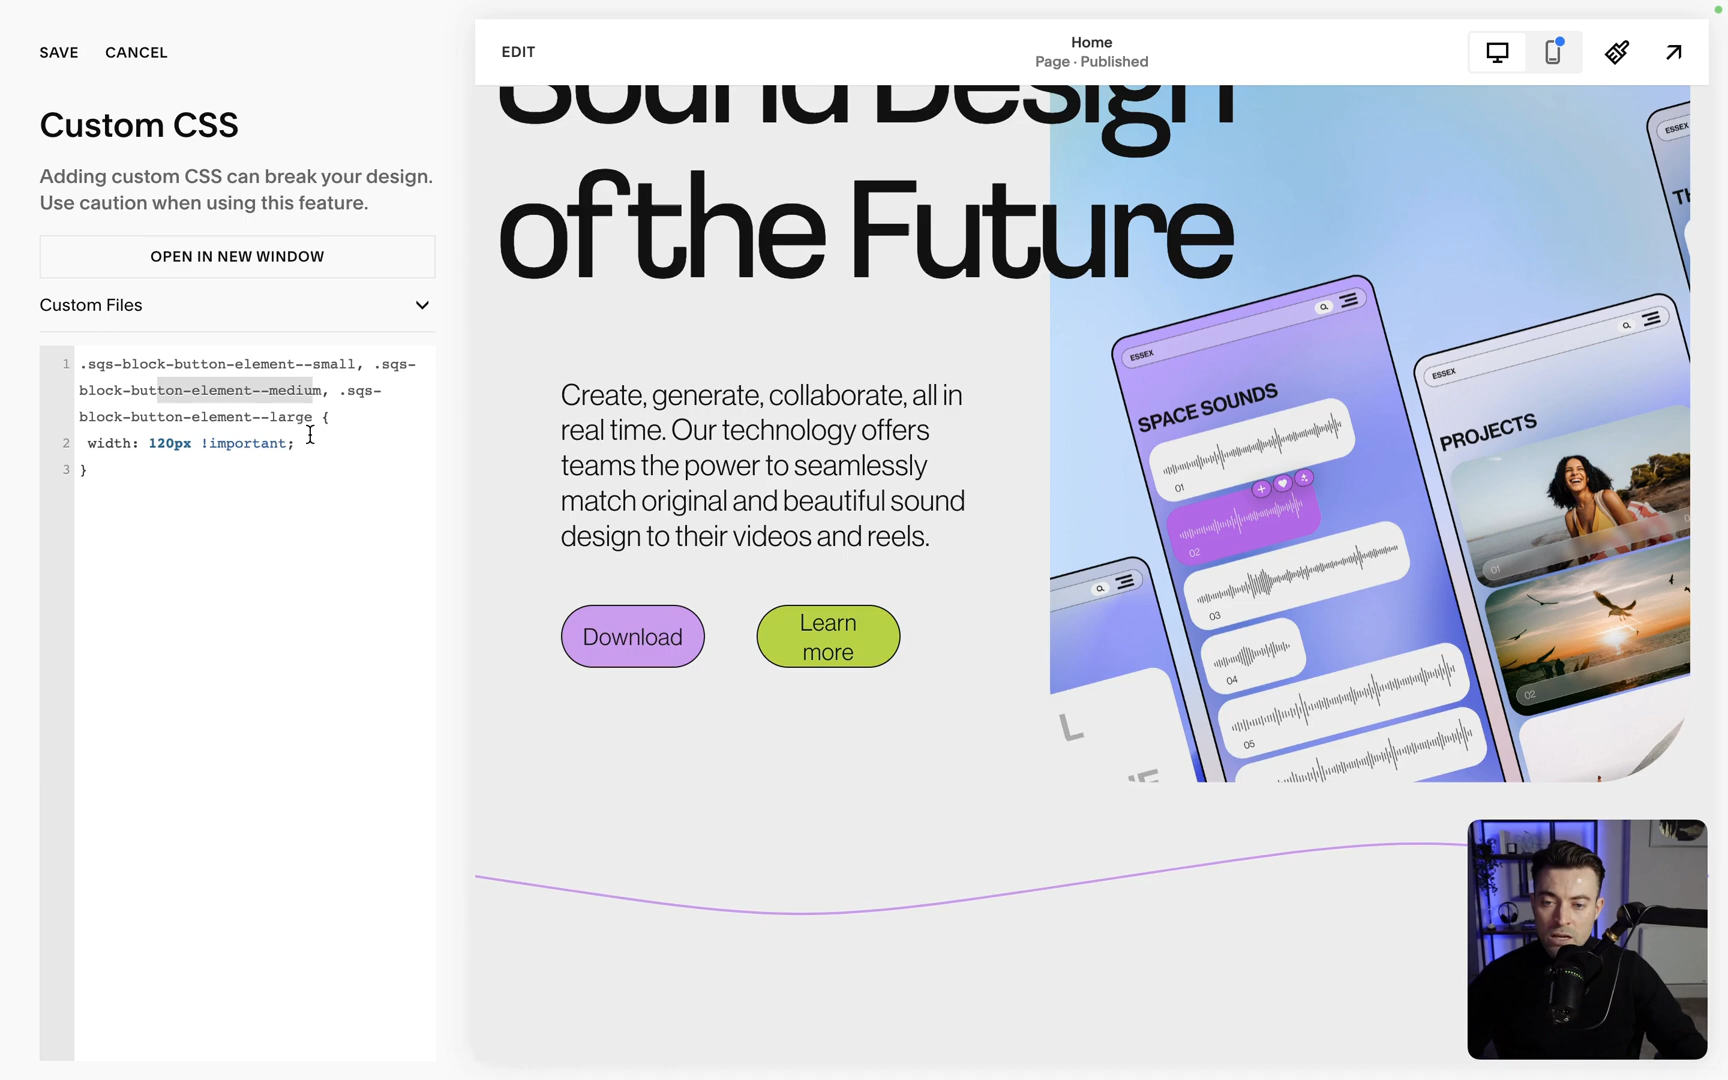 SAVE CANCEL
Custom CSS
Adding custom CSS can break your design.
Use caution when using this feature.
OPEN IN NEW WINDOW
Custom Files
1 .sqs-block-button-element--small, .sqs-
block-button-element--medium, .sqs-
block-button-element--large {
2 width: 120px !important;
3 }
EDIT
Home
Page · Published
Sound Design
of the Future
Create, generate, collaborate, all in
real time. Our technology offers
teams the power to seamlessly
match original and beautiful sound
design to their videos and reels.
Download
Learn
more
ESSEX
SPACE SOUNDS
01
02
03
04
05
ESSEX
PROJECTS
01
02
ESSEX
TH
L